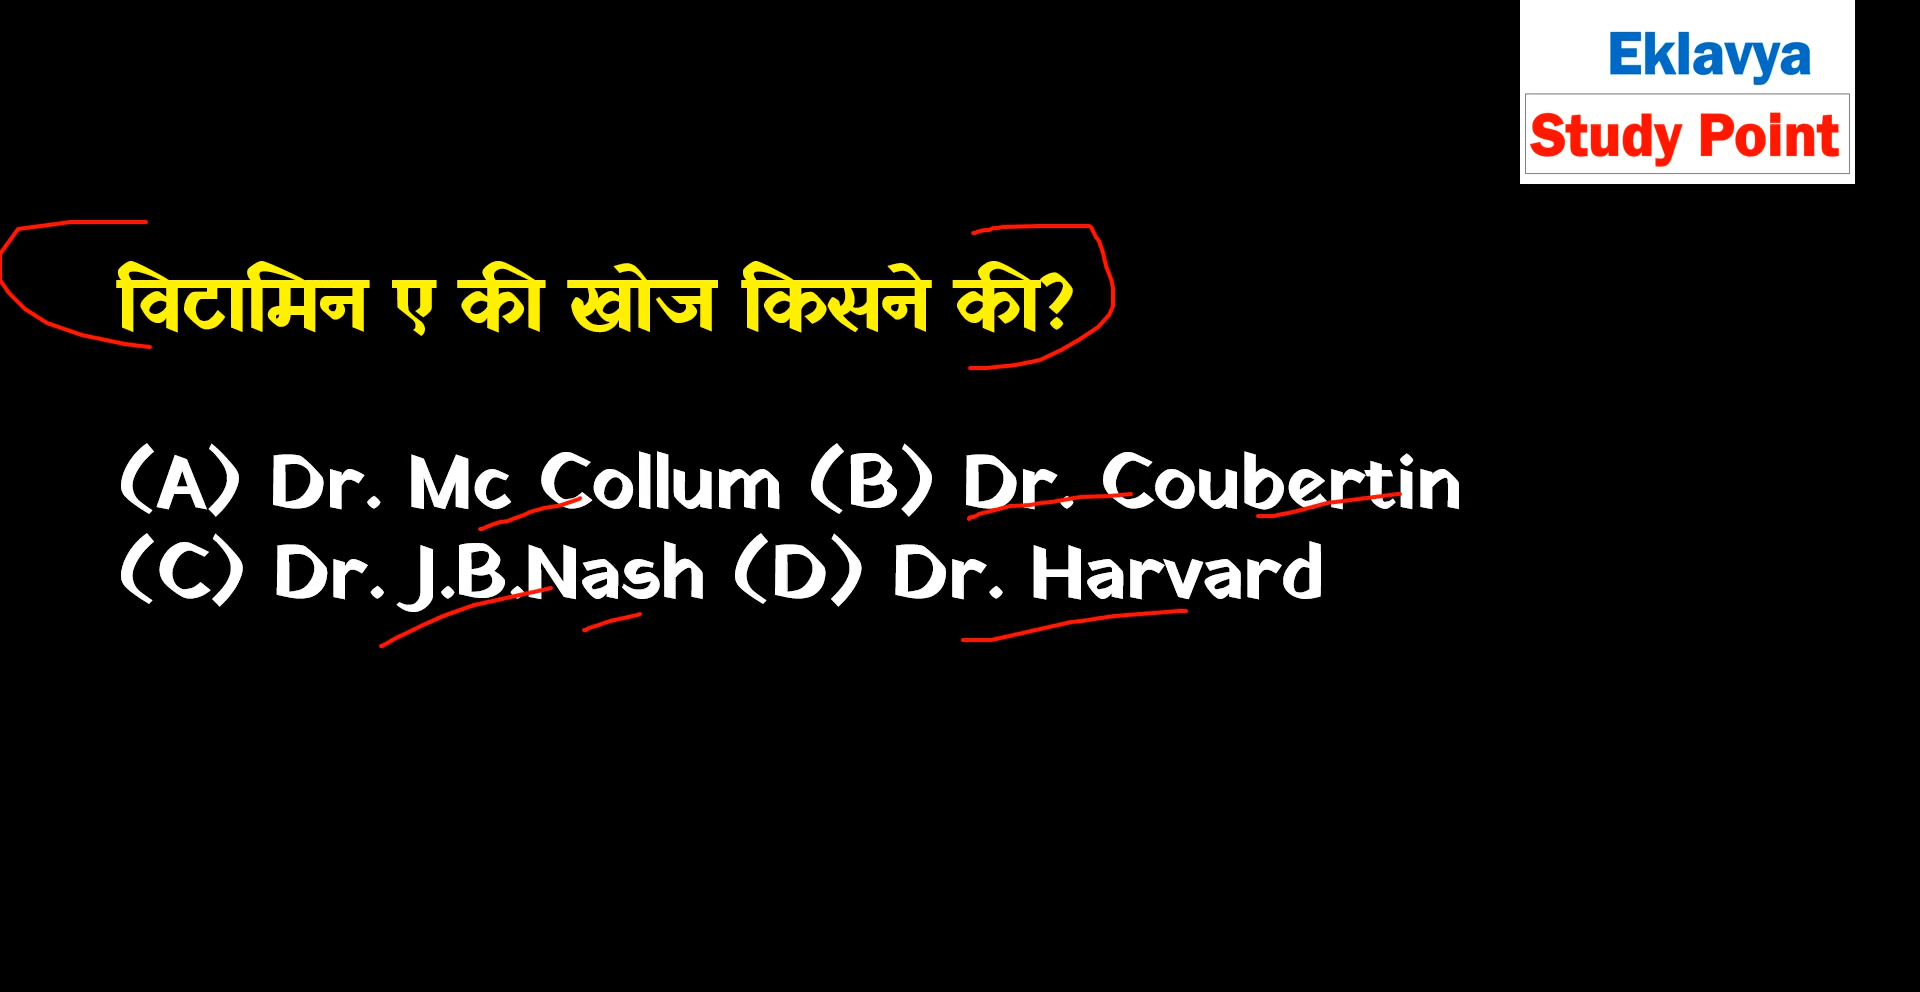 Eklavya
Study Point
विटामिन ए की खोज किसने की?
(A) Dr. Mc Collum (B) Dr. Coubertin
(C) Dr. J.B.Nash (D) Dr. Harvard